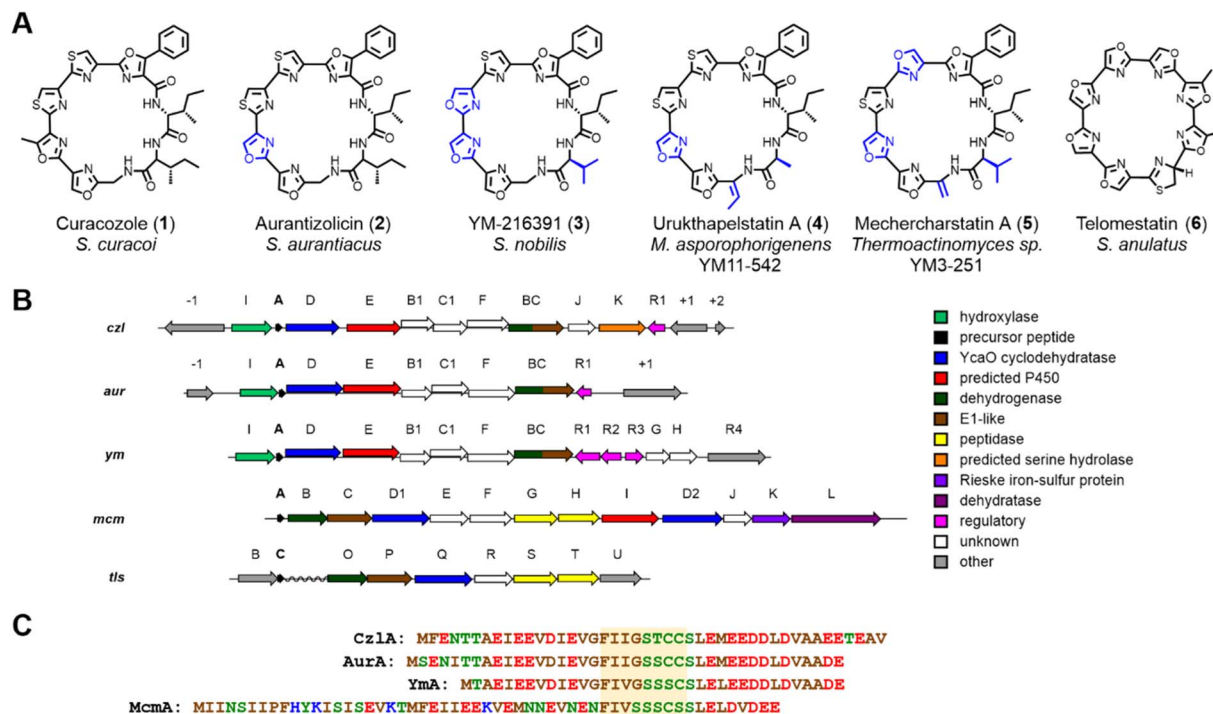 A
Curacozole (1)
S. curacoi
Aurantizolicin (2)
S. aurantiacus
YM-216391 (3)
S. nobilis
Urukthapelstatin A (4)
M. asporophorigenens
YM11-542
Mechercharstatin A (5)
Thermoactinomyces sp.
YM3-251
Telomestatin (6)
S. anulatus
B
-1 I A D E B1 C1 F BC J K R1 +1 +2
czl
-1 I A D E B1 C1 F BC R1 +1
aur
I A D E B1 C1 F BC R1 R2 R3 G H R4
ym
A B C D1 E F G H I D2 J K L
mcm
B C O P Q R S T U
tls
hydroxylase
precursor peptide
YcaO cyclodehydratase
predicted P450
dehydrogenase
E1-like
peptidase
predicted serine hydrolase
Rieske iron-sulfur protein
dehydratase
regulatory
unknown
other
C
CzlA: MFENTTAEIEEVDIEVGFIIGSTCCSLEMEEDDLDVAAEETEAV
AurA: MSENITTAEIEEVDIEVGFIIGSSCCSLEMEEDDLDVAADE
YmA: MTAEIEEVDIEVGFIVGSSSCSLELEEDDLDVAADE
McmA: MIINSIIPFHYKISISEVKTMFEIIEEKVEMNNEVNENFIVSSSCSSLELDVDEE